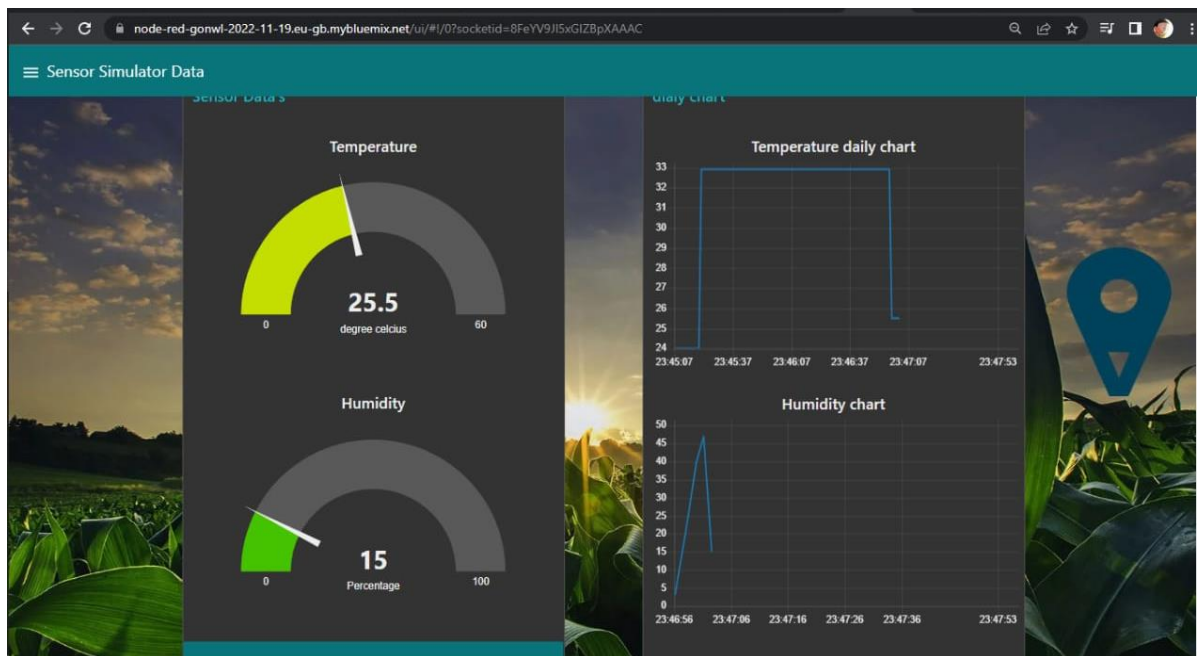 node-red-gonwl-2022-11-19.eu-gb.mybluemix.net/ui/#!/0?socketid=8FeYV9JI5xGIZBpXAAAC
Sensor Simulator Data
Sensor Data's
Temperature
25.5
degree celcius
0
60
Humidity
15
Percentage
0
100
dialy chart
Temperature daily chart
33
32
31
30
29
28
27
26
25
24
23:45:07 23:45:37 23:46:07 23:46:37 23:47:07 23:47:53
Humidity chart
50
45
40
35
30
25
20
15
10
5
0
23:46:56 23:47:06 23:47:16 23:47:26 23:47:36 23:47:53